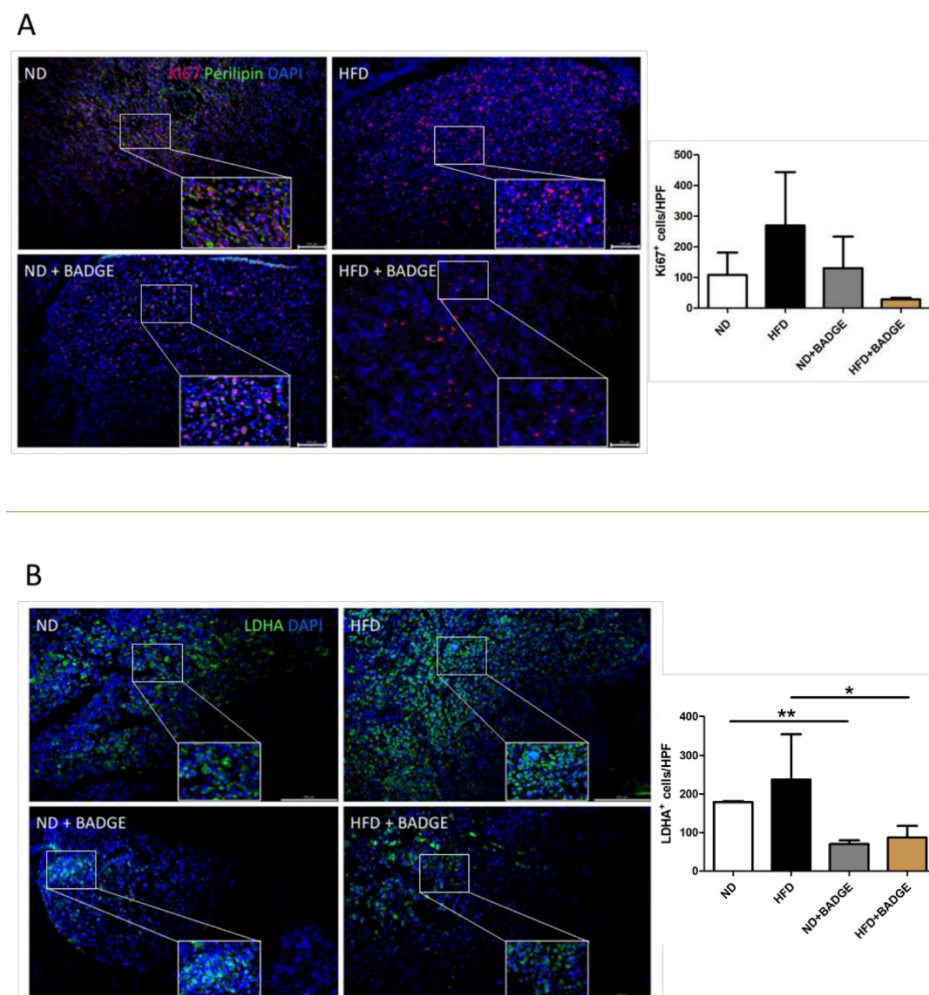 A
ND
Ki67 Perilipin DAPI
HFD
ND + BADGE
HFD + BADGE
Ki67+ cells/HPF
500
400
300
200
100
0
ND
HFD
ND+BADGE
HFD+BADGE
B
ND
LDHA DAPI
HFD
ND + BADGE
HFD + BADGE
LDHA+ cells/HPF
400
300
200
100
0
**
*
ND
HFD
ND+BADGE
HFD+BADGE